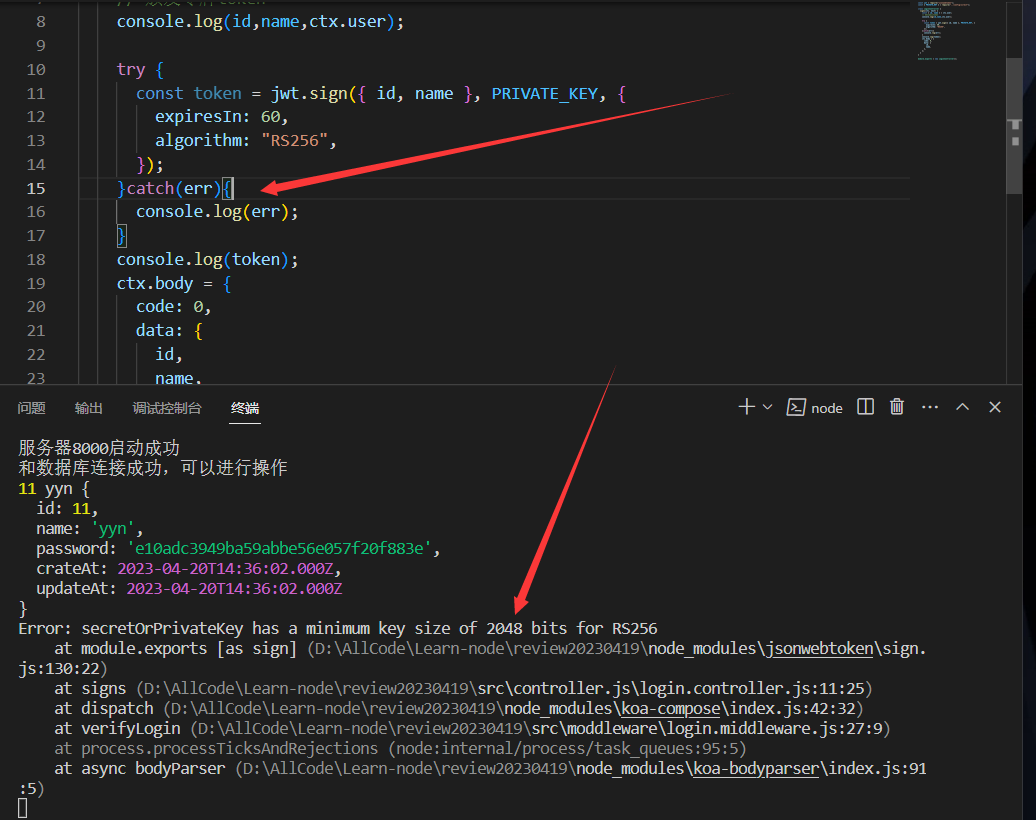 8 console.log(id,name,ctx.user);
9
10 try {
11 const token = jwt.sign({ id, name }, PRIVATE_KEY, {
12 expiresIn: 60,
13 algorithm: "RS256",
14 });
15 }catch(err){
16 console.log(err);
17 }
18 console.log(token);
19 ctx.body = {
20 code: 0,
21 data: {
22 id,
23 name,
问题 输出 调试控制台 终端 node
服务器8000启动成功
和数据库连接成功，可以进行操作
11 yyn {
id: 11,
name: 'yyn',
password: 'e10adc3949ba59abbe56e057f20f883e',
crateAt: 2023-04-20T14:36:02.000Z,
updateAt: 2023-04-20T14:36:02.000Z
}
Error: secretOrPrivateKey has a minimum key size of 2048 bits for RS256
at module.exports [as sign] (D:\AllCode\Learn-node\review20230419\node_modules\jsonwebtoken\sign.
js:130:22)
at signs (D:\AllCode\Learn-node\review20230419\src\controller.js\login.controller.js:11:25)
at dispatch (D:\AllCode\Learn-node\review20230419\node_modules\koa-compose\index.js:42:32)
at verifyLogin (D:\AllCode\Learn-node\review20230419\src\moddleware\login.middleware.js:27:9)
at process.processTicksAndRejections (node:internal/process/task_queues:95:5)
at async bodyParser (D:\AllCode\Learn-node\review20230419\node_modules\koa-bodyparser\index.js:91
:5)